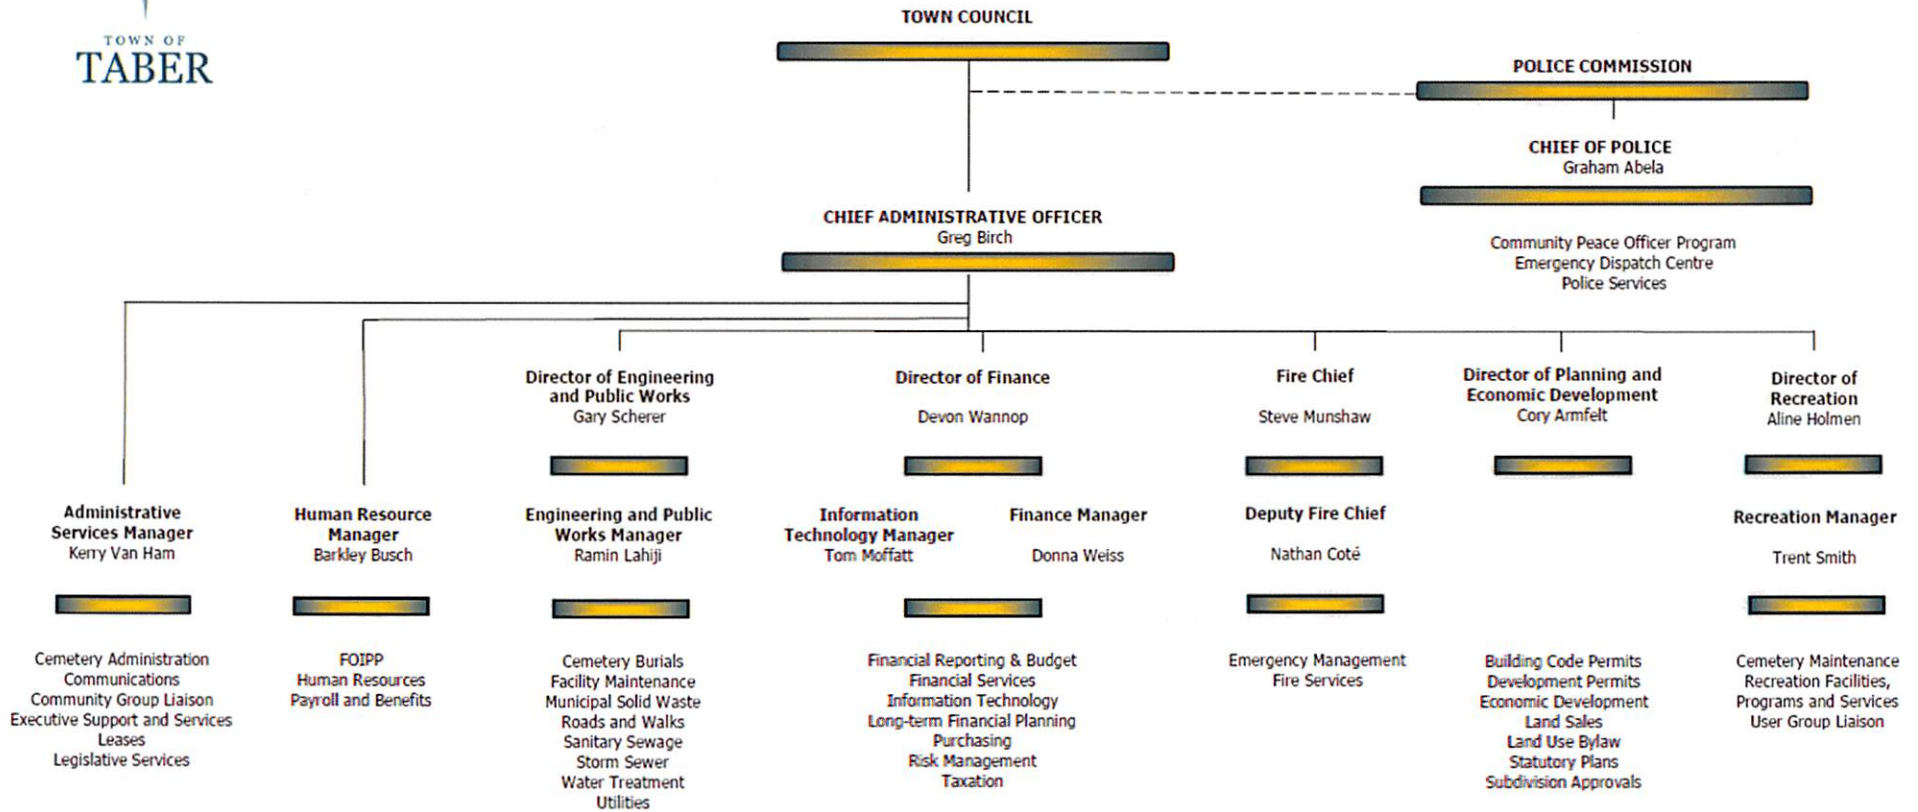 TOWN OF
TABER
TOWN COUNCIL
POLICE COMMISSION
CHIEF OF POLICE
Graham Abela
Community Peace Officer Program
Emergency Dispatch Centre
Police Services
CHIEF ADMINISTRATIVE OFFICER
Greg Birch
Director of Engineering
and Public Works
Gary Scherer
Director of Finance
Devon Wannop
Fire Chief
Steve Munshaw
Director of Planning and
Economic Development
Cory Armfelt
Director of
Recreation
Aline Holmen
Administrative
Services Manager
Kerry Van Ham
Human Resource
Manager
Barkley Busch
Engineering and Public
Works Manager
Ramin Lahiji
Information
Technology Manager
Tom Moffatt
Finance Manager
Donna Weiss
Deputy Fire Chief
Nathan Coté
Recreation Manager
Trent Smith
Cemetery Administration
Communications
Community Group Liaison
Executive Support and Services
Leases
Legislative Services
FOIPP
Human Resources
Payroll and Benefits
Cemetery Burials
Facility Maintenance
Municipal Solid Waste
Roads and Walks
Sanitary Sewage
Storm Sewer
Water Treatment
Utilities
Financial Reporting & Budget
Financial Services
Information Technology
Long-term Financial Planning
Purchasing
Risk Management
Taxation
Emergency Management
Fire Services
Building Code Permits
Development Permits
Economic Development
Land Sales
Land Use Bylaw
Statutory Plans
Subdivision Approvals
Cemetery Maintenance
Recreation Facilities,
Programs and Services
User Group Liaison